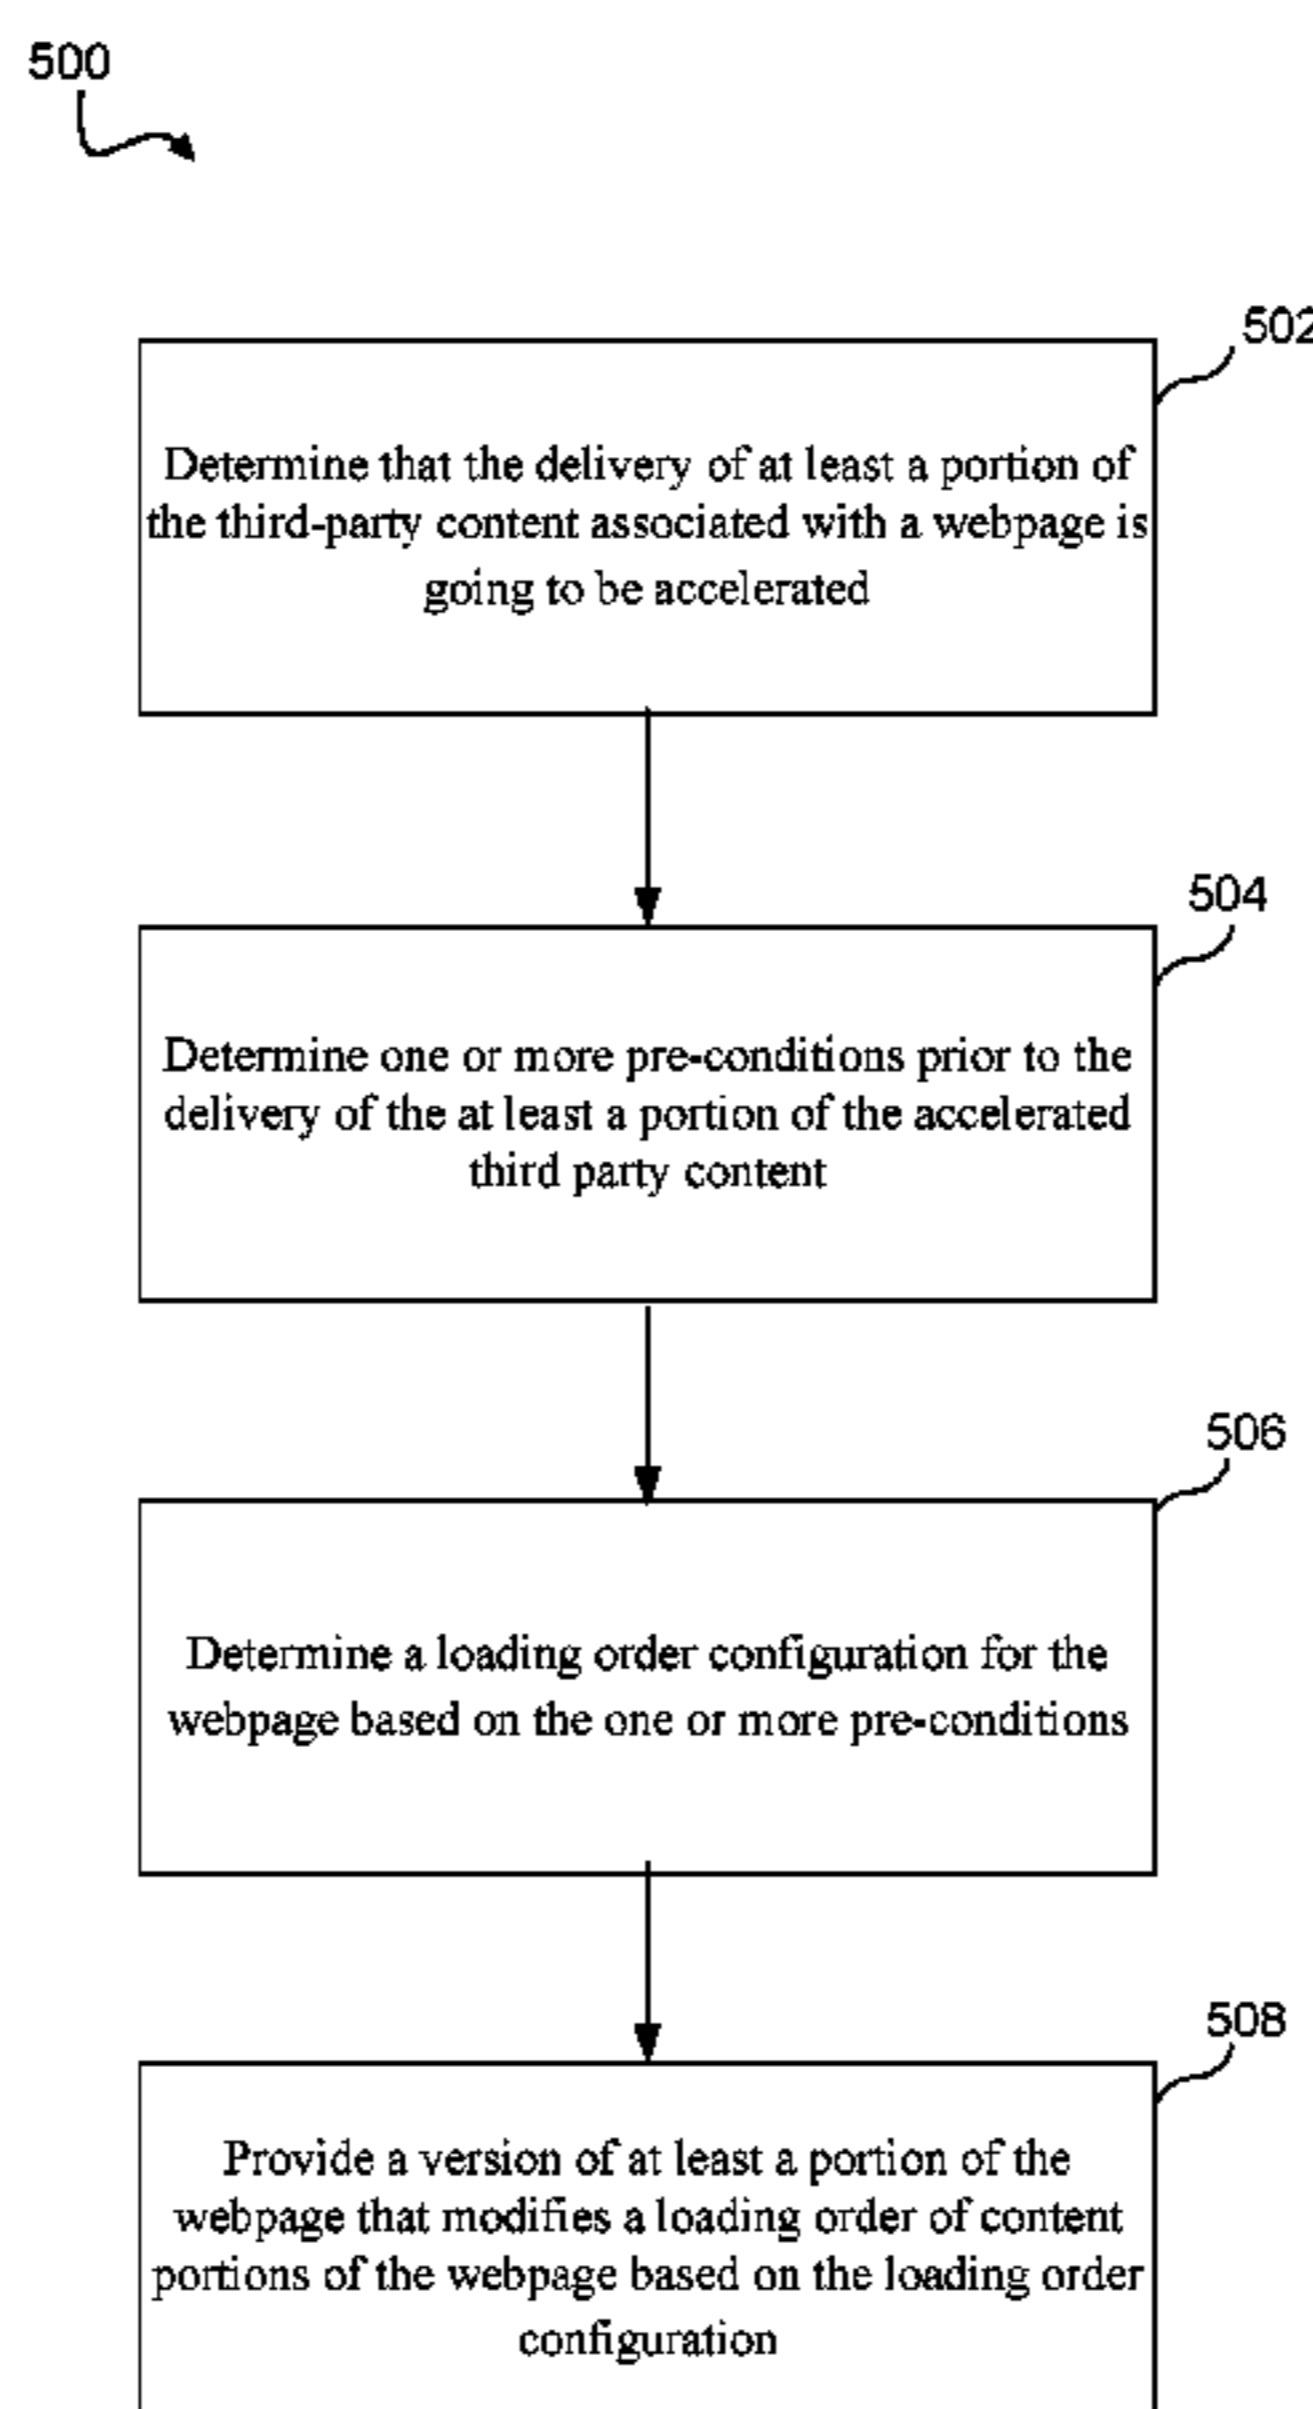 500
502
Determine that the delivery of at least a portion of
the third-party content associated with a webpage is
going to be accelerated
504
Determine one or more pre-conditions prior to the
delivery of the at least a portion of the accelerated
third party content
506
Determine a loading order configuration for the
webpage based on the one or more pre-conditions
508
Provide a version of at least a portion of the
webpage that modifies a loading order of content
portions of the webpage based on the loading order
configuration